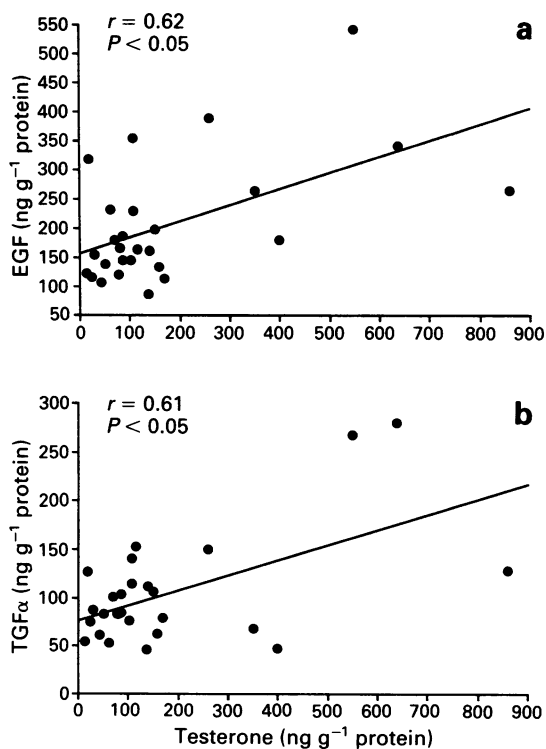 r = 0.62
P < 0.05
a
550
500
450
400
350
300
250
200
150
100
50
EGF (ng g⁻¹ protein)
0 100 200 300 400 500 600 700 800 900
r = 0.61
P < 0.05
b
300
250
200
150
100
50
0
TGFα (ng g⁻¹ protein)
0 100 200 300 400 500 600 700 800 900
Testerone (ng g⁻¹ protein)